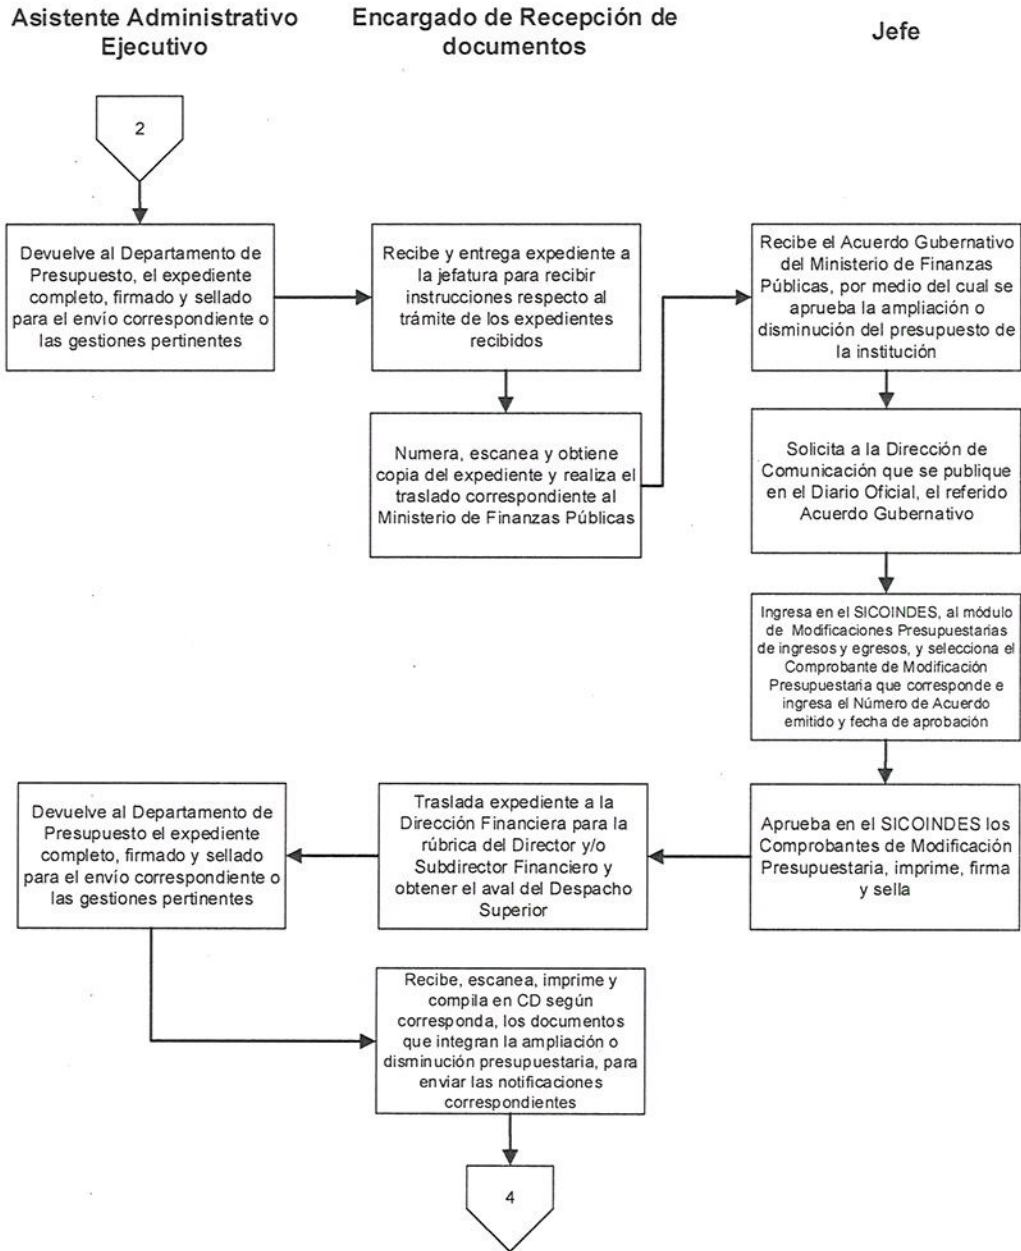 Asistente Administrativo
Ejecutivo
Encargado de Recepción de
documentos
Jefe
2
Devuelve al Departamento de
Presupuesto, el expediente
completo, firmado y sellado
para el envío correspondiente o
las gestiones pertinentes
Recibe y entrega expediente a
la jefatura para recibir
instrucciones respecto al
trámite de los expedientes
recibidos
Numera, escanea y obtiene
copia del expediente y realiza el
traslado correspondiente al
Ministerio de Finanzas Públicas
Recibe el Acuerdo Gubernativo
del Ministerio de Finanzas
Públicas, por medio del cual se
aprueba la ampliación o
disminución del presupuesto de
la institución
Solicita a la Dirección de
Comunicación que se publique
en el Diario Oficial, el referido
Acuerdo Gubernativo
Ingresa en el SICOINDES, al módulo
de Modificaciones Presupuestarias
de ingresos y egresos, y selecciona el
Comprobante de Modificación
Presupuestaria que corresponde e
ingresa el Número de Acuerdo
emitido y fecha de aprobación
Aprueba en el SICOINDES los
Comprobantes de Modificación
Presupuestaria, imprime, firma
y sella
Traslada expediente a la
Dirección Financiera para la
rúbrica del Director y/o
Subdirector Financiero y
obtener el aval del Despacho
Superior
Devuelve al Departamento de
Presupuesto el expediente
completo, firmado y sellado
para el envío correspondiente o
las gestiones pertinentes
Recibe, escanea, imprime y
compila en CD según
corresponda, los documentos
que integran la ampliación o
disminución presupuestaria, para
enviar las notificaciones
correspondientes
4